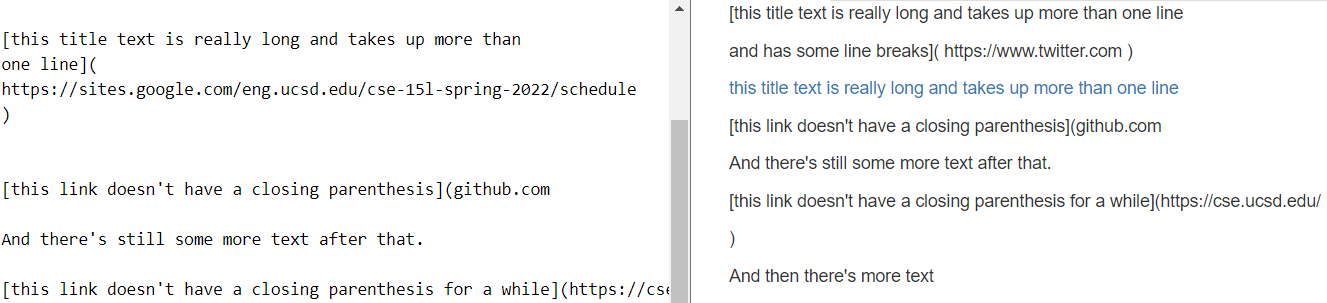 [this title text is really long and takes up more than
one line](
https://sites.google.com/eng.ucsd.edu/cse-15l-spring-2022/schedule
)
[this link doesn't have a closing parenthesis](github.com
And there's still some more text after that.
[this link doesn't have a closing parenthesis for a while](https://cse
[this title text is really long and takes up more than one line
and has some line breaks]( https://www.twitter.com )
this title text is really long and takes up more than one line
[this link doesn't have a closing parenthesis](github.com
And there's still some more text after that.
[this link doesn't have a closing parenthesis for a while](https://cse.ucsd.edu/
)
And then there's more text